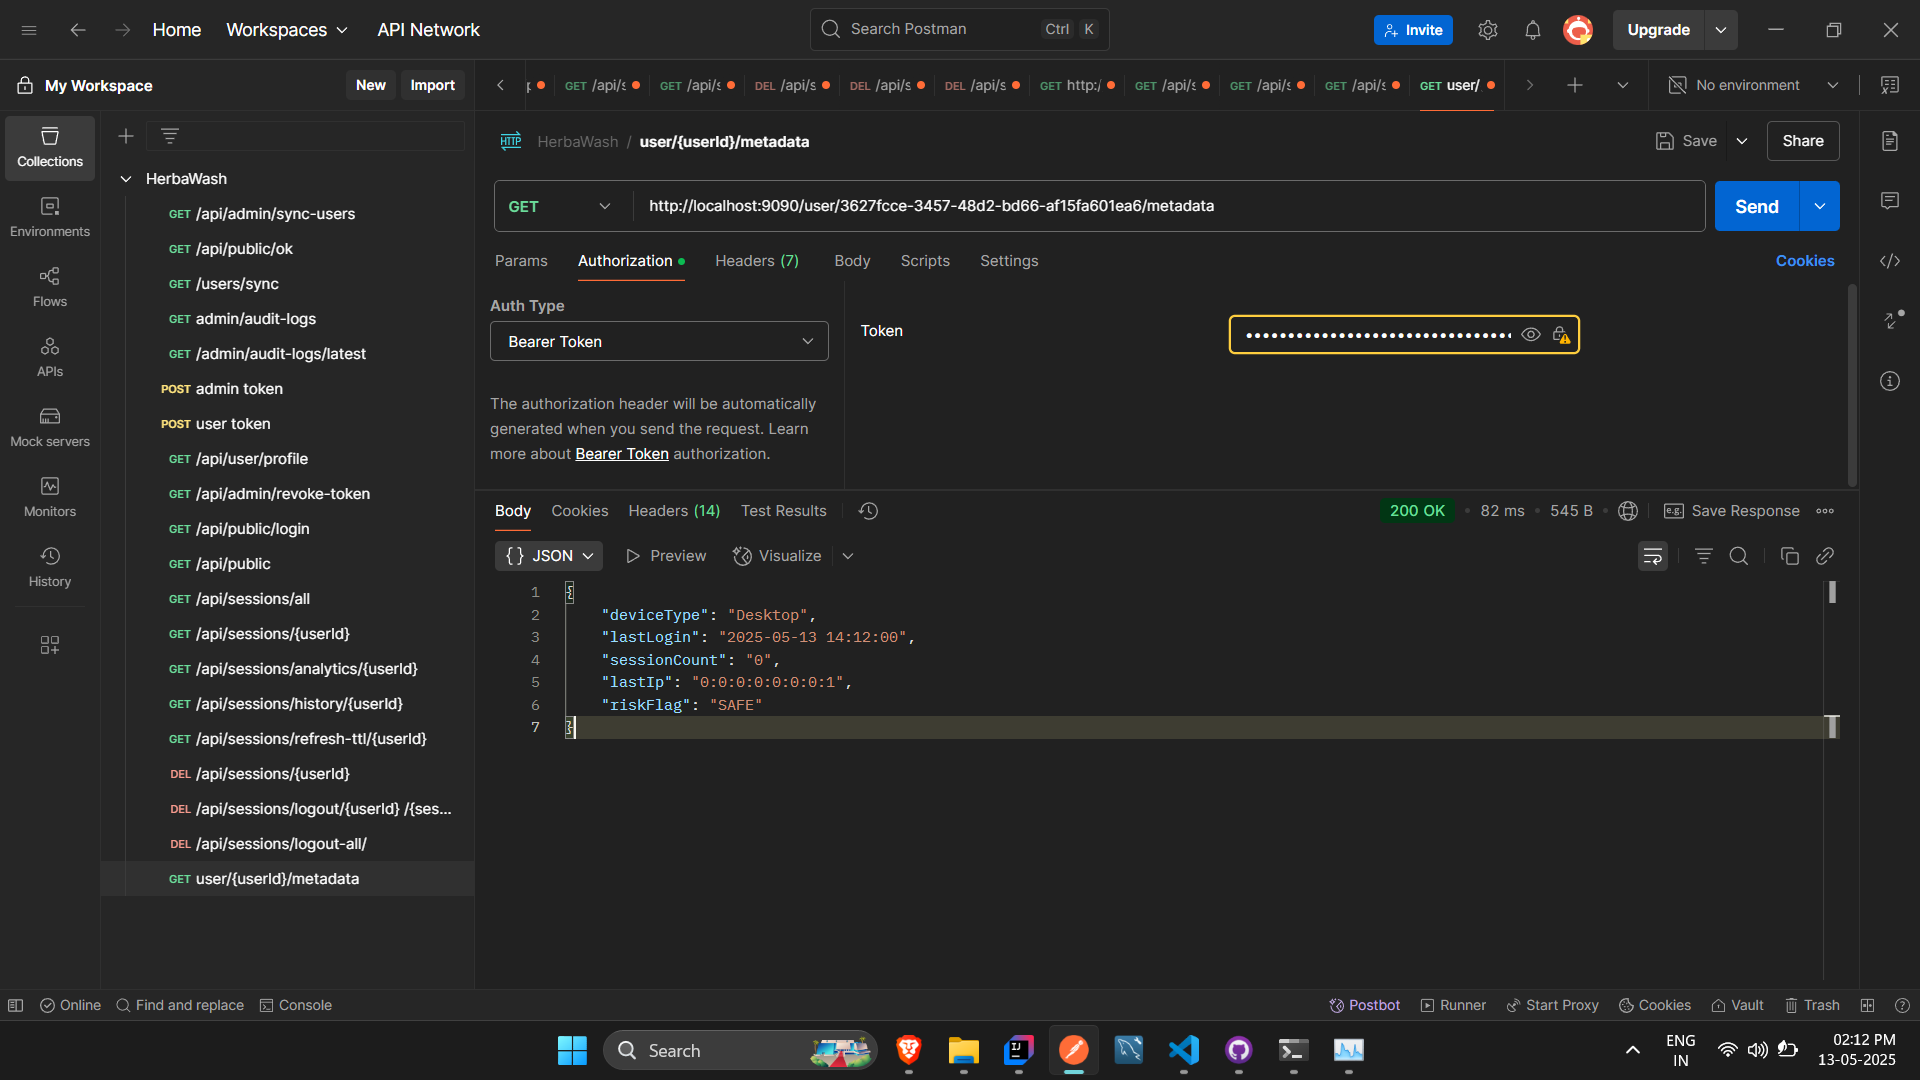 Home
Workspaces
API Network
Search Postman
Ctrl K
Invite
Upgrade
My Workspace
New
Import
GET /api/s
GET /api/s
DEL /api/s
DEL /api/s
DEL /api/s
GET http:/
GET /api/s
GET /api/s
GET /api/s
GET user/
No environment
Collections
Environments
Flows
APIs
Mock servers
Monitors
History
HerbaWash
GET /api/admin/sync-users
GET /api/public/ok
GET /users/sync
GET admin/audit-logs
GET /admin/audit-logs/latest
POST admin token
POST user token
GET /api/user/profile
GET /api/admin/revoke-token
GET /api/public/login
GET /api/public
GET /api/sessions/all
GET /api/sessions/{userId}
GET /api/sessions/analytics/{userId}
GET /api/sessions/history/{userId}
GET /api/sessions/refresh-ttl/{userId}
DEL /api/sessions/{userId}
DEL /api/sessions/logout/{userId} /{ses...
DEL /api/sessions/logout-all/
GET user/{userId}/metadata
HTTP HerbaWash / user/{userId}/metadata
Save
Share
GET
http://localhost:9090/user/3627fcce-3457-48d2-bd66-af15fa601ea6/metadata
Send
Params
Authorization
Headers (7)
Body
Scripts
Settings
Cookies
Auth Type
Bearer Token
The authorization header will be automatically
generated when you send the request. Learn
more about Bearer Token authorization.
Token
Body
Cookies
Headers (14)
Test Results
200 OK
82 ms
545 B
e.g. Save Response
{} JSON
Preview
Visualize
1 {
2 "deviceType": "Desktop",
3 "lastLogin": "2025-05-13 14:12:00",
4 "sessionCount": "0",
5 "lastIp": "0:0:0:0:0:0:0:1",
6 "riskFlag": "SAFE"
7 }
Online
Find and replace
Console
Postbot
Runner
Start Proxy
Cookies
Vault
Trash
Search
IJ
ENG
IN
02:12 PM
13-05-2025